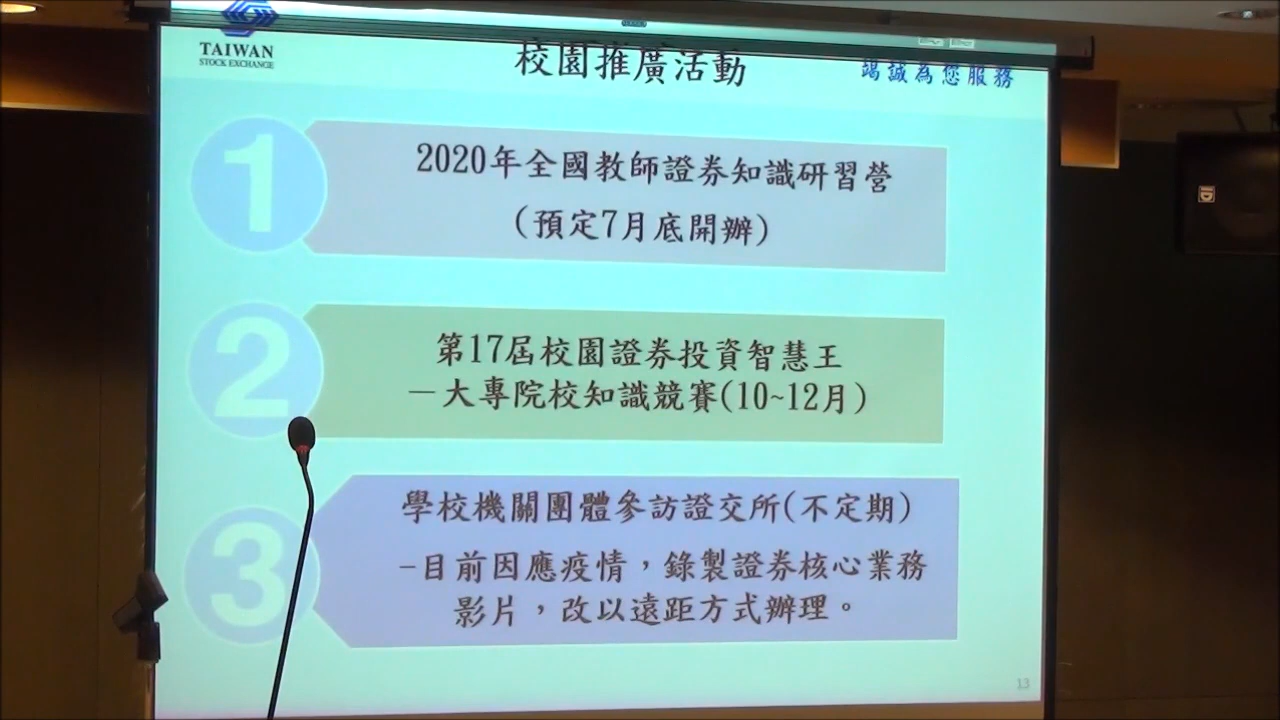 TAIWAN
STOCK EXCHANGE
校園推廣活動
竭誠為您服務
1
2020年全國教師證券知識研習營
(預定7月底開辦)
2
第17屆校園證券投資智慧王
－大專院校知識競賽(10~12月)
3
學校機關團體參訪證交所(不定期)
-目前因應疫情，錄製證券核心業務
影片，改以遠距方式辦理。
13